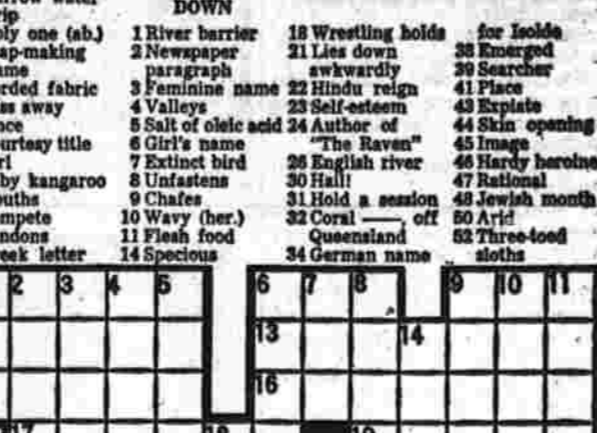 rip
ly one (ab.)
ap-making
ame
rded fabric
ss away
ace
urtesy title
rl
by kangaroo
uths
mpete
ndons
eek letter
DOWN
1 River barrier
2 Newspaper
paragraph
3 Feminine name
4 Valleys
5 Salt of oleic acid
6 Girl's name
7 Extinct bird
8 Unfastens
9 Chafes
10 Wavy (her.)
11 Flesh food
14 Specious
18 Wrestling holds
21 Lies down
awkwardly
22 Hindu reign
23 Self-esteem
24 Author of
"The Raven"
26 English river
30 Hail!
31 Hold a session
32 Coral ——, off
Queensland
34 German name
for Isolde
38 Emerged
39 Searcher
41 Place
43 Expiate
44 Skin opening
45 Image
46 Hardy heroine
47 Rational
48 Jewish month
50 Arid
52 Three-toed
sloths
2 3 4 5 6 7 8 9 10 11
13 14
16
17